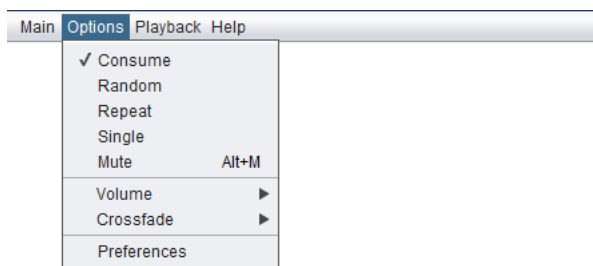 Main Options Playback Help
✓ Consume
Random
Repeat
Single
Mute Alt+M
Volume
Crossfade
Preferences